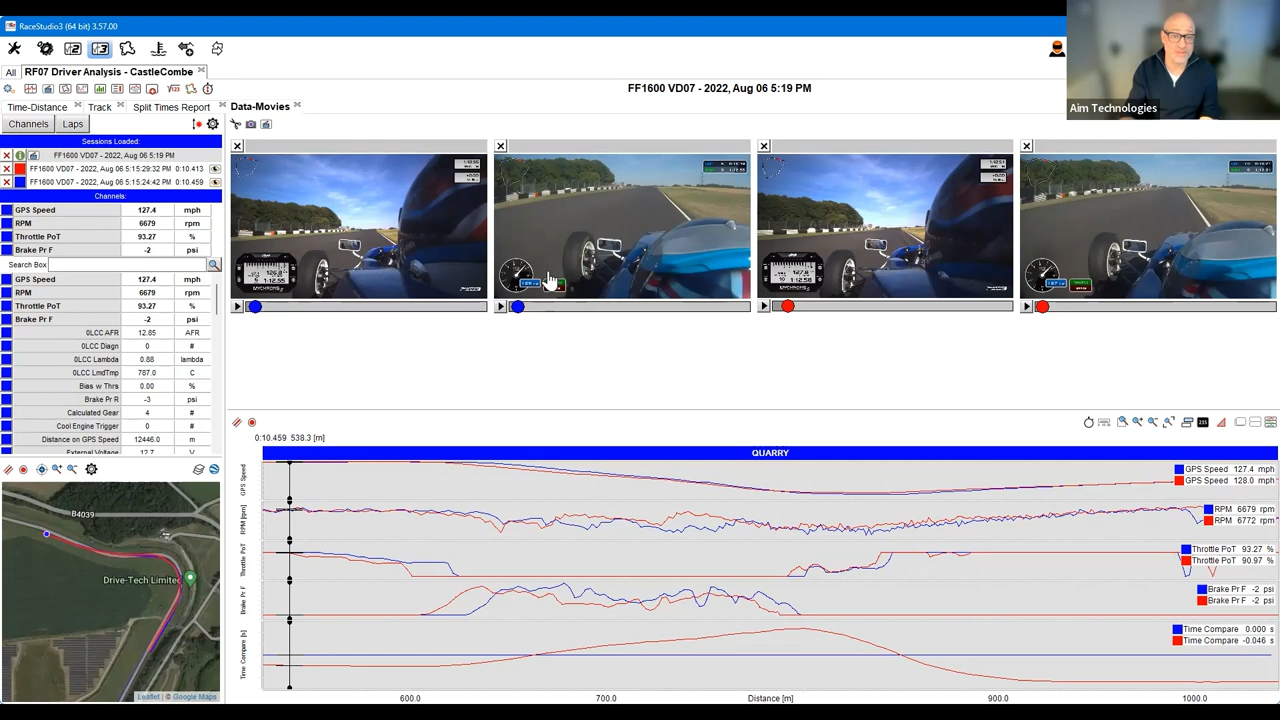 RaceStudio3 (64 bit) 3.57.00
Aim Technologies
All RF07 Driver Analysis - CastleCombe
FF1600 VD07 - 2022, Aug 06 5:19 PM
Time-Distance Track Split Times Report Data-Movies
Channels Laps
Sessions Loaded:
FF1600 VD07 - 2022, Aug 06 5:19 PM
FF1600 VD07 - 2022, Aug 06 5:15:29:32 PM 0:10.413
FF1600 VD07 - 2022, Aug 06 5:15:24:42 PM 0:10.459
Channels:
GPS Speed 127.4 mph
RPM 6679 rpm
Throttle PoT 93.27 %
Brake Pr F -2 psi
Search Box
GPS Speed 127.4 mph
RPM 6679 rpm
Throttle PoT 93.27 %
Brake Pr F -2 psi
0LCC AFR 12.85 AFR
0LCC Diagn 0 #
0LCC Lambda 0.88 lambda
0LCC LmdTmp 787.0 C
Bias w Thrs 0.00 %
Brake Pr R -3 psi
Calculated Gear 4 #
Cool Engine Trigger 0 #
Distance on GPS Speed 12446.0 m
External Voltage 12.7 V
0:10.459 538.3 [m]
QUARRY
GPS Speed
GPS Speed 127.4 mph
GPS Speed 128.0 mph
RPM [rpm]
RPM 6679 rpm
RPM 6772 rpm
Throttle PoT
Throttle PoT 93.27 %
Throttle PoT 90.97 %
Brake Pr F
Brake Pr F -2 psi
Brake Pr F -2 psi
Time Compare [s]
Time Compare 0.000 s
Time Compare -0.046 s
600.0 700.0 Distance [m] 900.0 1000.0
B4039
Drive-Tech Limited
Leaflet | © Google Maps